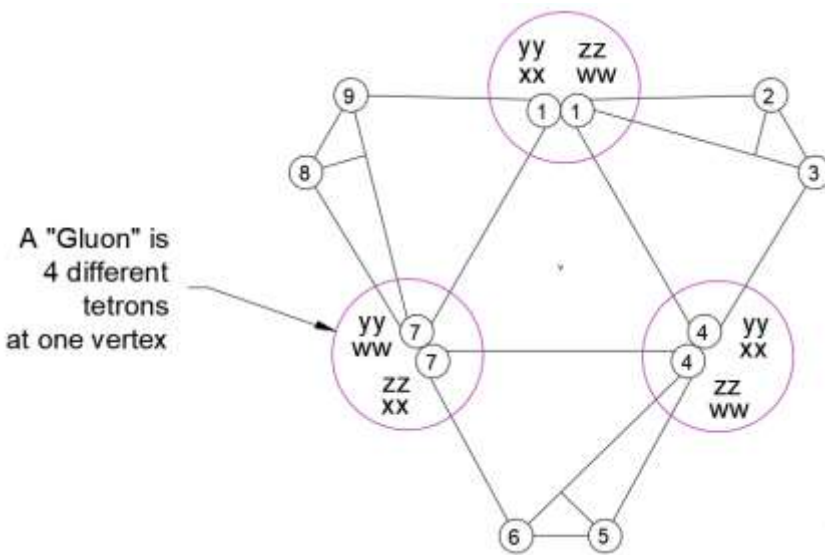 yy zz
xx ww
9
1 1
2
8
3
A "Gluon" is
4 different
tetrons
at one vertex
yy
ww
7
7
zz
xx
4
4
yy
xx
zz
ww
6
5